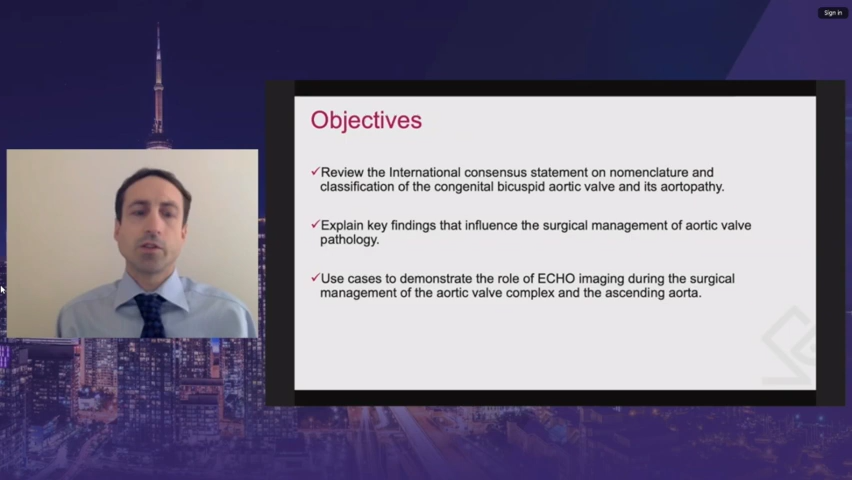 Sign in
Objectives
✓Review the International consensus statement on nomenclature and
classification of the congenital bicuspid aortic valve and its aortopathy.
✓Explain key findings that influence the surgical management of aortic valve
pathology.
✓Use cases to demonstrate the role of ECHO imaging during the surgical
management of the aortic valve complex and the ascending aorta.